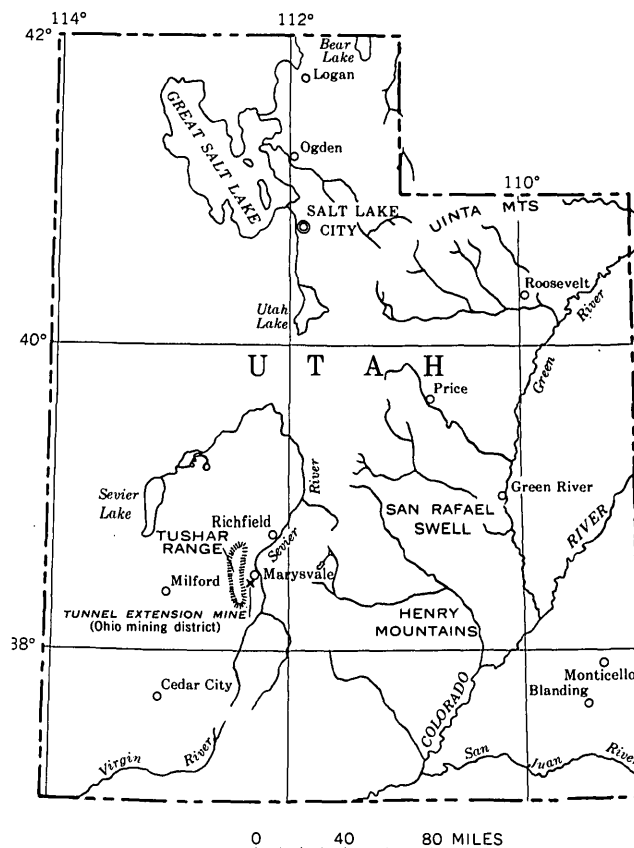 114°
112°
42°
Bear
Lake
Logan
GREAT SALT LAKE
Ogden
110°
SALT LAKE
CITY
UINTA MTS
Roosevelt
Utah
Lake
Green River
40°
UTAH
Price
Sevier
Lake
Sevier River
Green River
SAN RAFAEL
SWELL
Richfield
TUSHAR
RANGE
Milford
Marysvale
TUNNEL EXTENSION MINE
(Ohio mining district)
HENRY
MOUNTAINS
COLORADO RIVER
38°
Monticello
Blanding
Cedar City
Virgin River
San Juan River
0 40 80 MILES